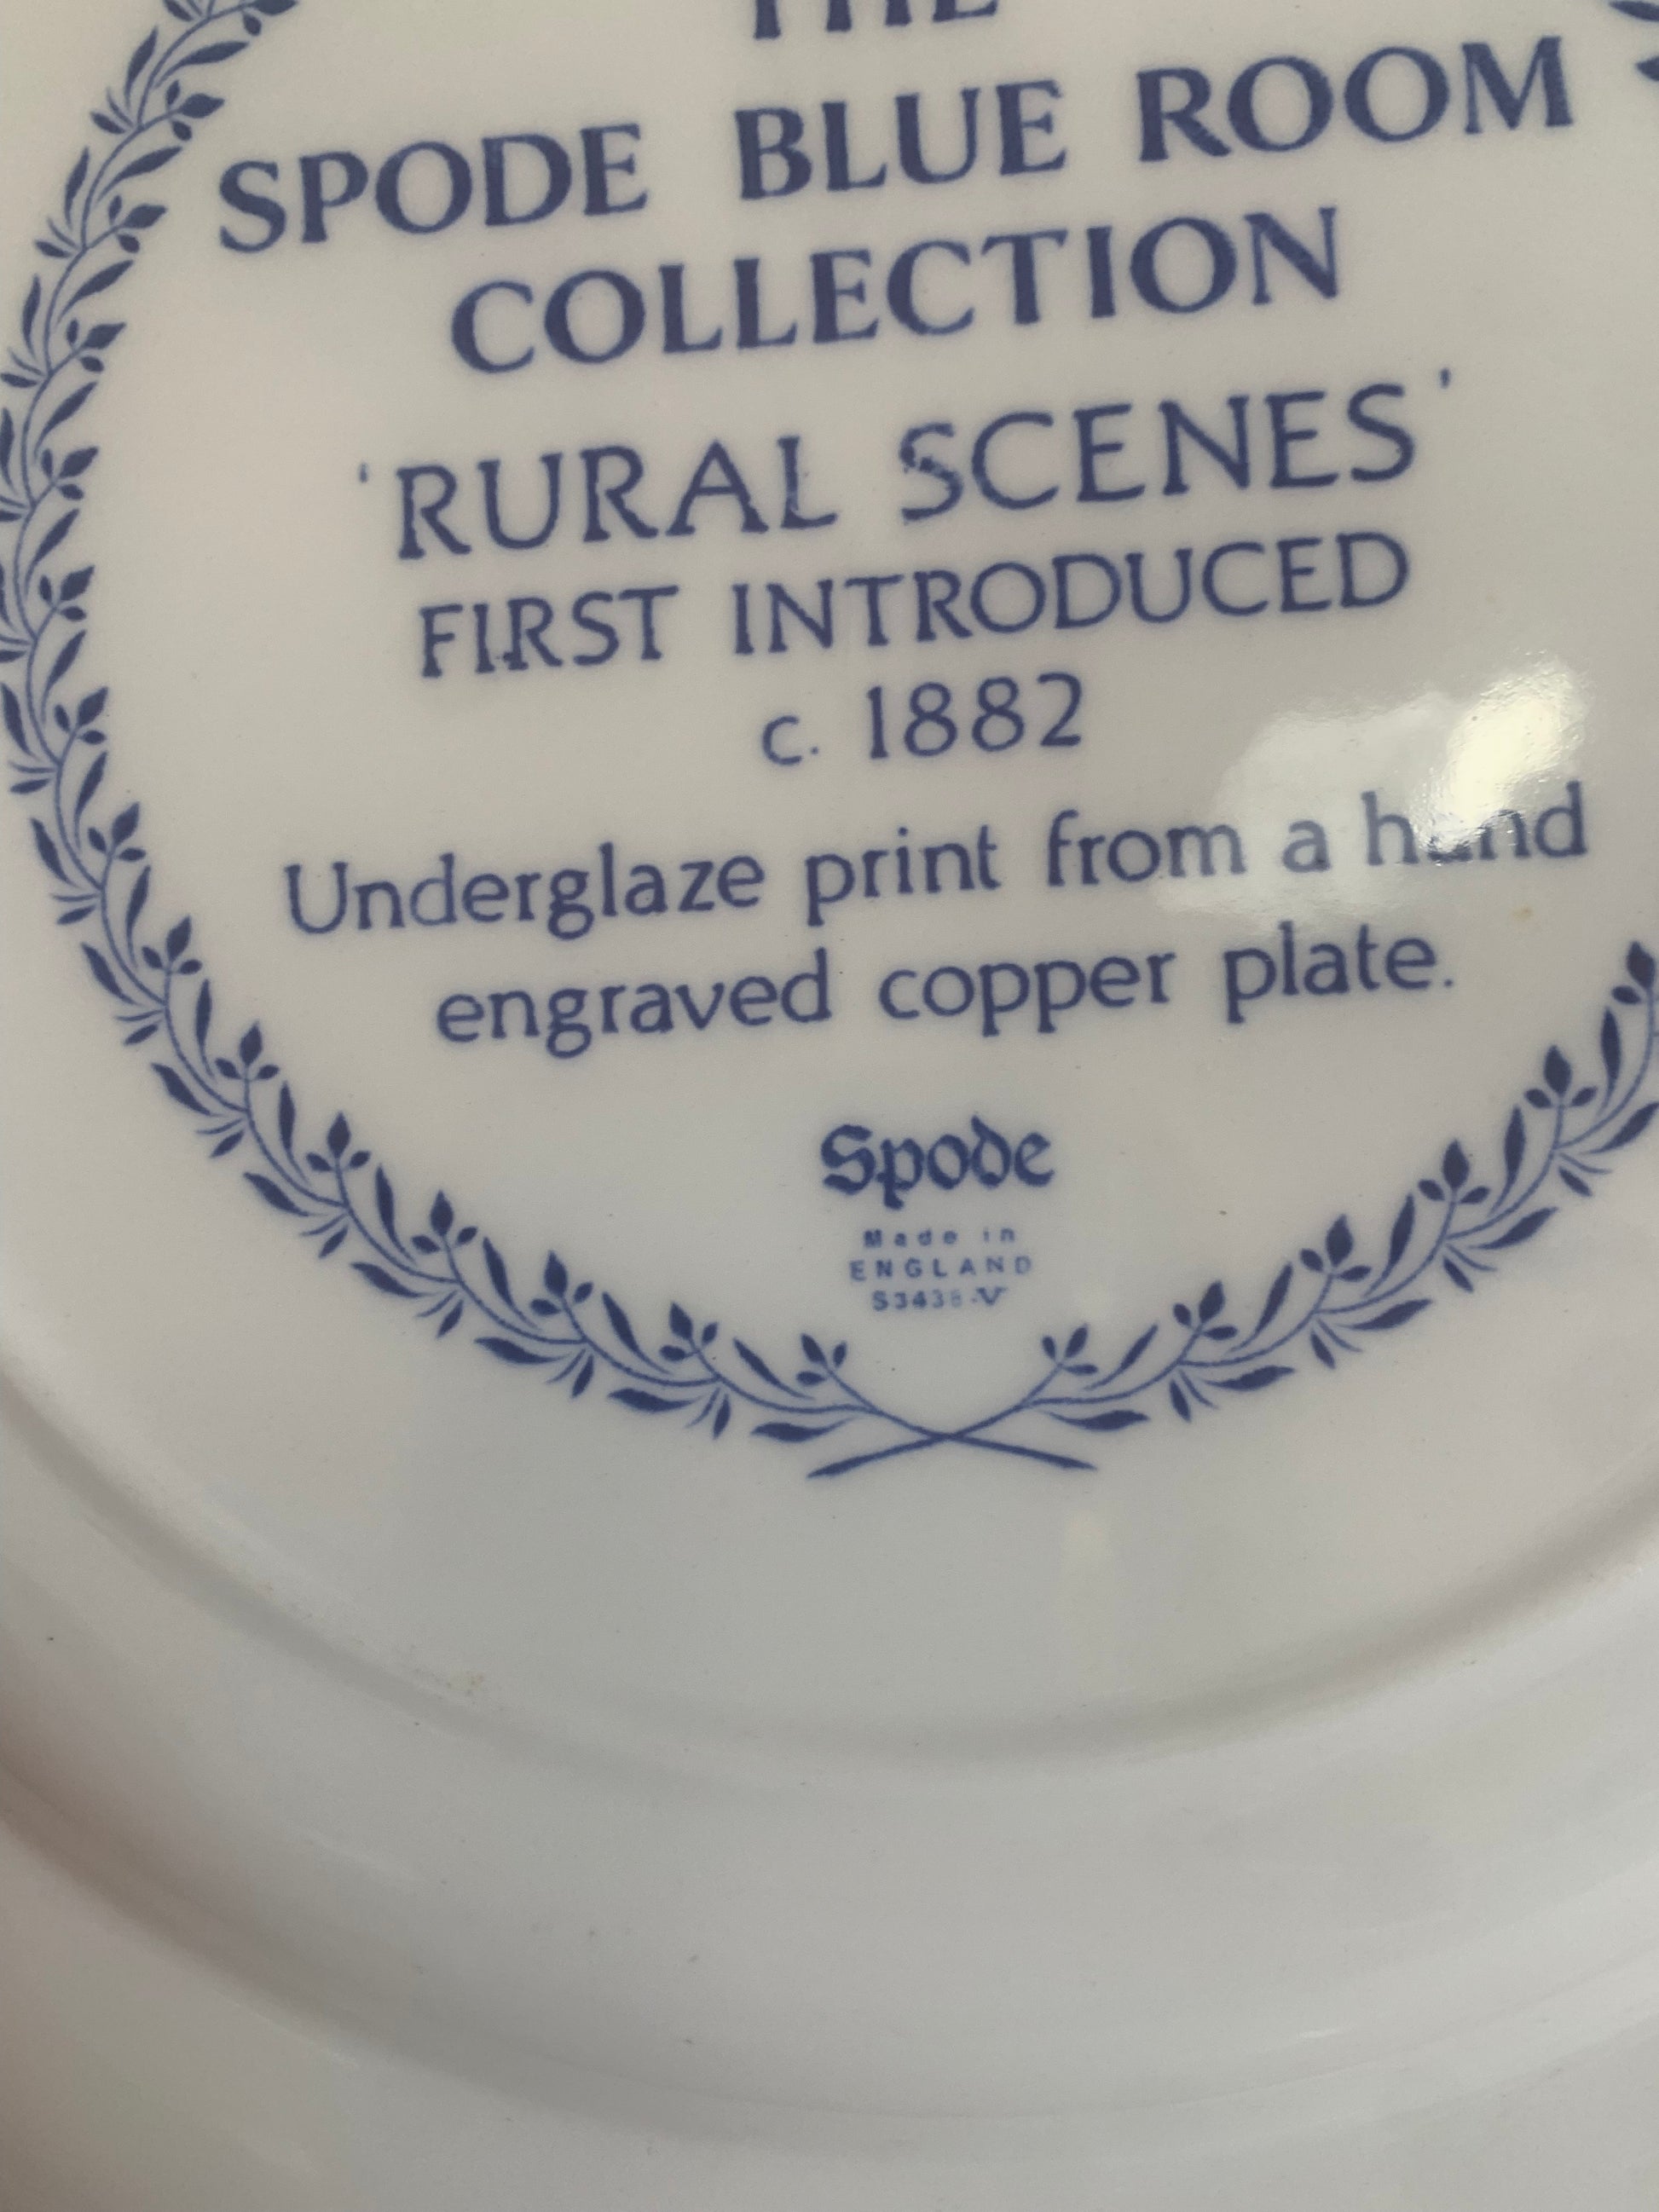 THE
SPODE BLUE ROOM
COLLECTION
'RURAL SCENES'
FIRST INTRODUCED
c. 1882
Underglaze print from a hand
engraved copper plate.
Spode
Made in
ENGLAND